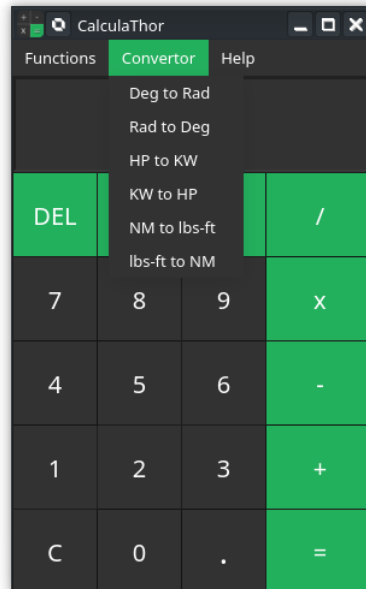 CalculaThor
Functions Convertor Help
Deg to Rad
Rad to Deg
HP to KW
KW to HP
NM to lbs-ft
lbs-ft to NM
DEL /
7 8 9 x
4 5 6 -
1 2 3 +
C 0 . =